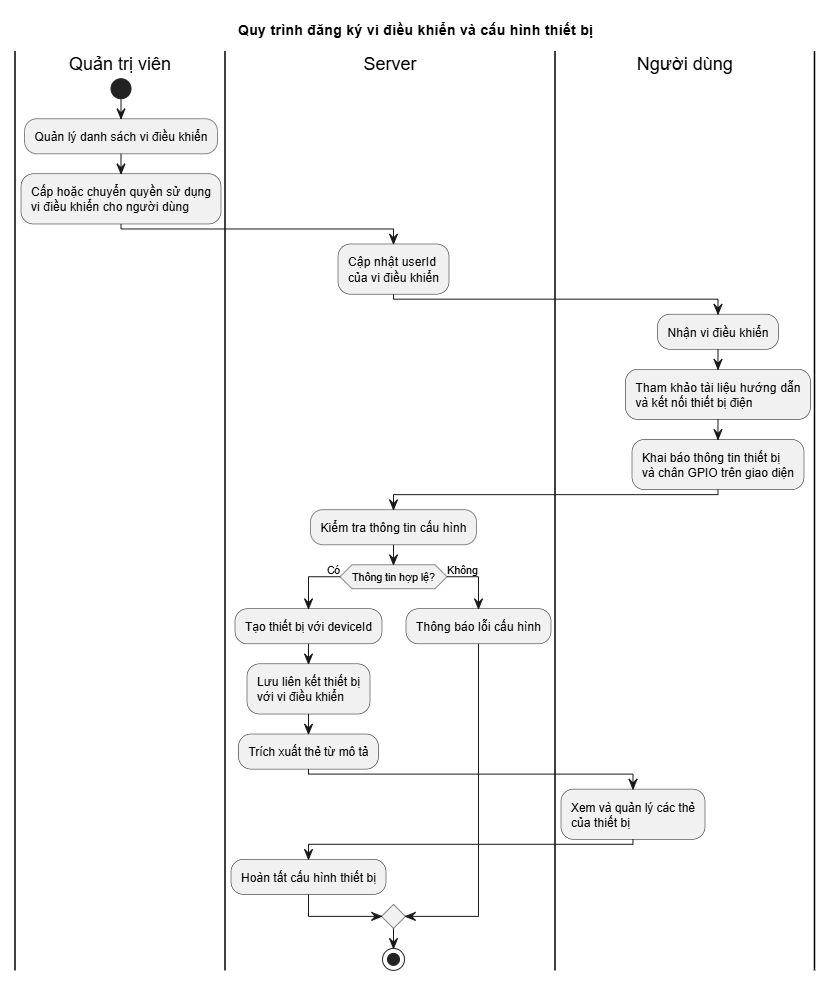 Quy trình đăng ký vi điều khiển và cấu hình thiết bị
Quản trị viên
Server
Người dùng
Quản lý danh sách vi điều khiển
Cấp hoặc chuyển quyền sử dụng
vi điều khiển cho người dùng
Cập nhật userId
của vi điều khiển
Nhận vi điều khiển
Tham khảo tài liệu hướng dẫn
và kết nối thiết bị điện
Khai báo thông tin thiết bị
và chân GPIO trên giao diện
Kiểm tra thông tin cấu hình
Có
Thông tin hợp lệ?
Không
Tạo thiết bị với deviceId
Thông báo lỗi cấu hình
Lưu liên kết thiết bị
với vi điều khiển
Trích xuất thẻ từ mô tả
Xem và quản lý các thẻ
của thiết bị
Hoàn tất cấu hình thiết bị